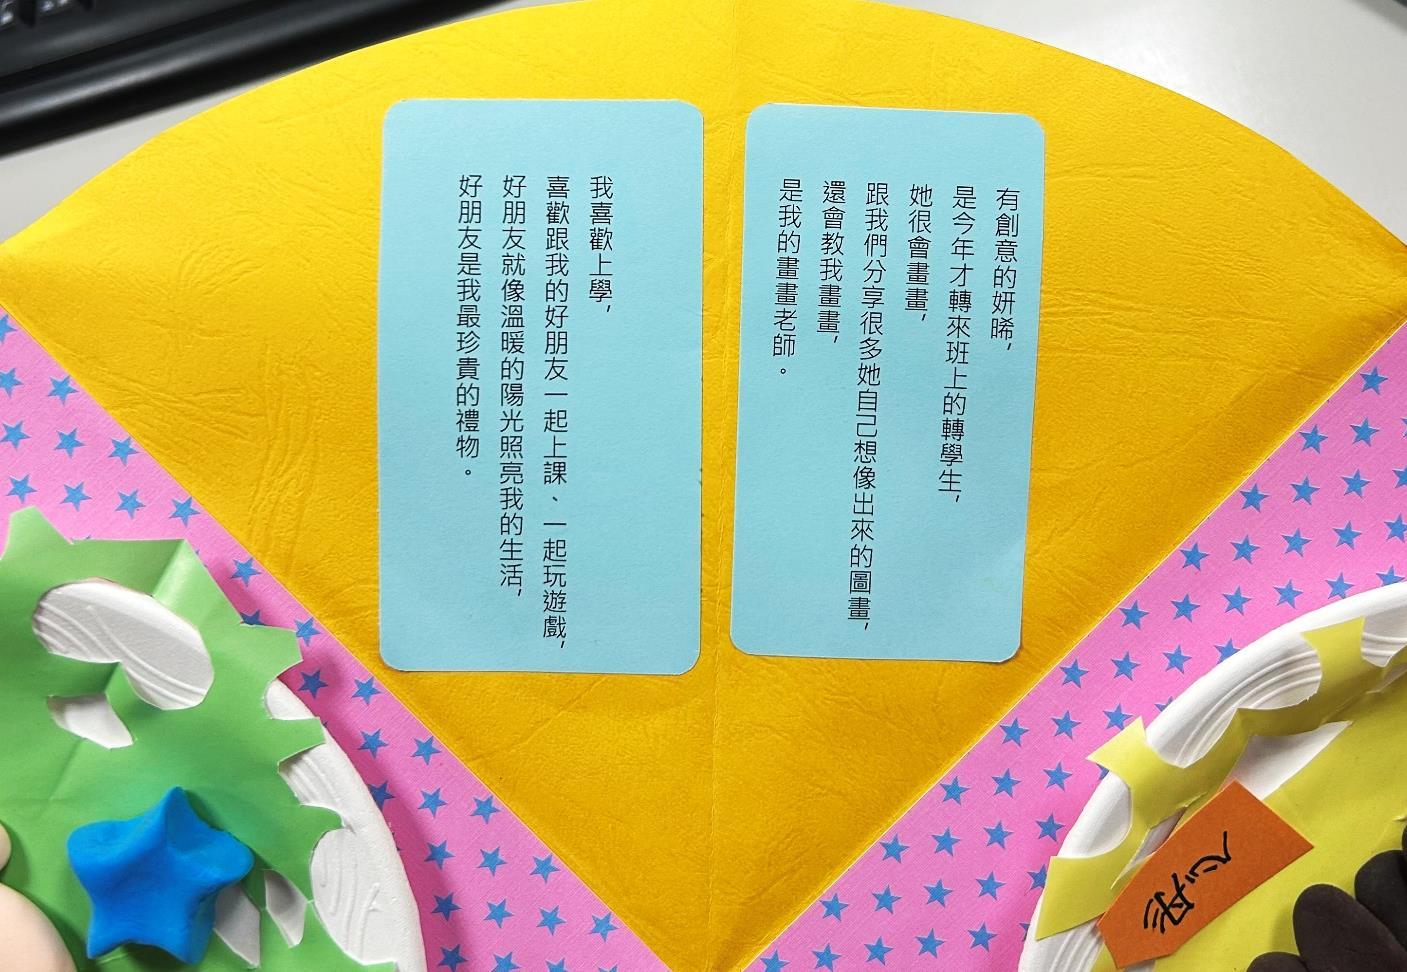 有創意的妍晞，
是今年才轉來班上的轉學生，
她很會畫畫，
跟我們分享很多她自己想像出來的圖畫，
還會教我畫畫，
是我的畫畫老師。
我喜歡上學，
喜歡跟我的好朋友一起上課、一起玩遊戲，
好朋友就像溫暖的陽光照亮我的生活，
好朋友是我最珍貴的禮物。